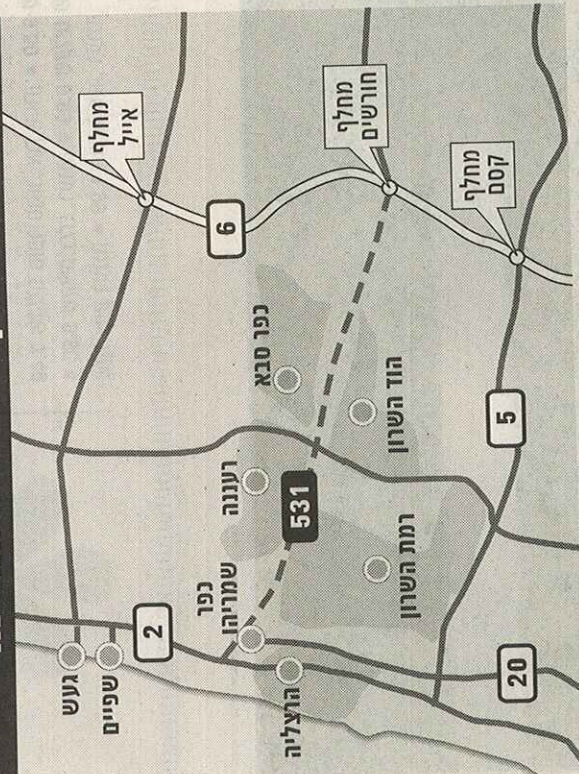 מחלף
אייל
מחלף
חורשים
מחלף
קסם
6
כפר סבא
הוד השרון
רעננה
531
5
רמת השרון
כפר
שמריהו
2
געש
שפיים
הרצליה
20